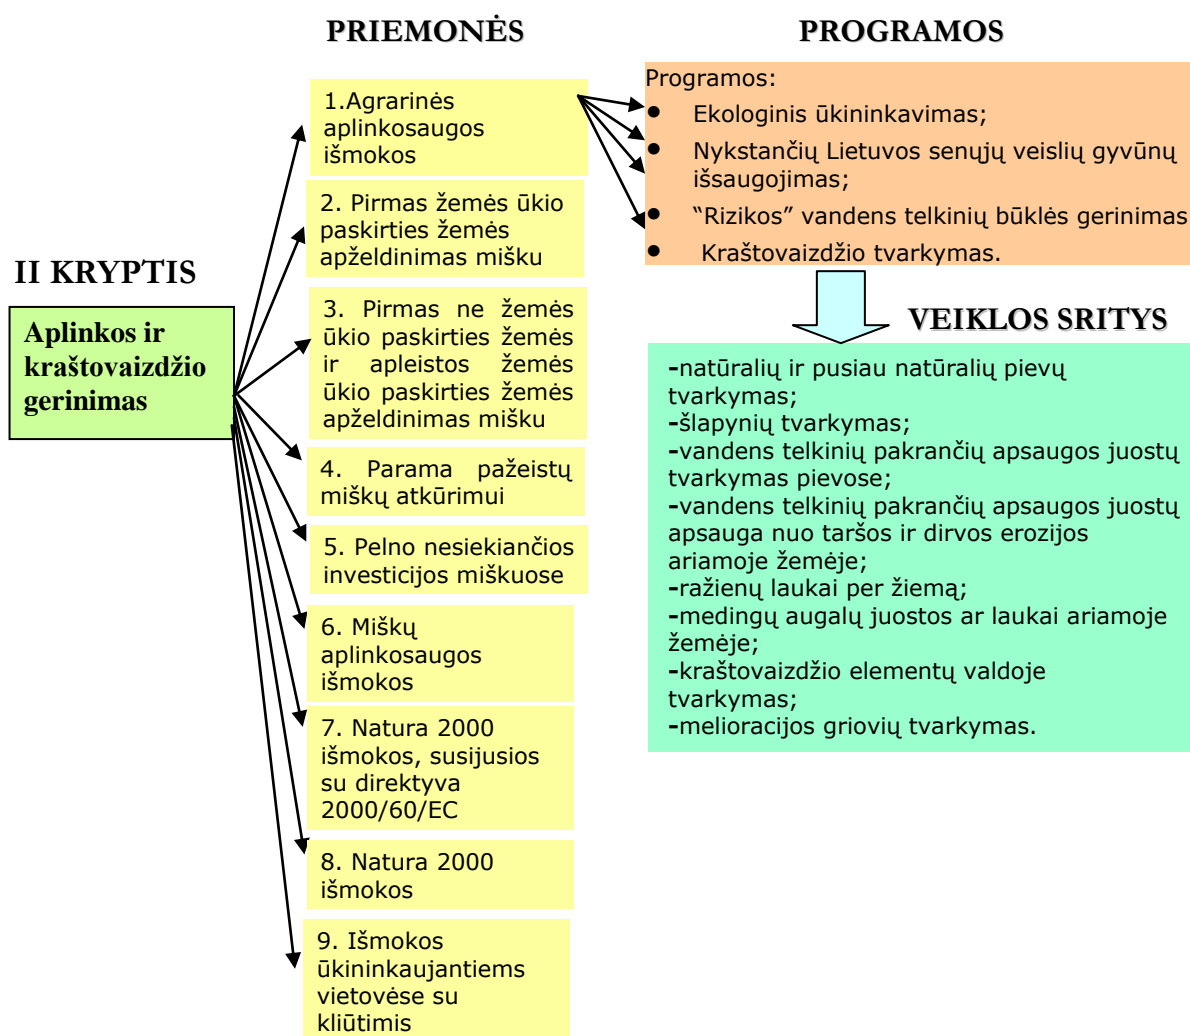 PRIEMONĖS
PROGRAMOS
II KRYPTIS
Aplinkos ir
kraštovaizdžio
gerinimas
1.Agrarinės
aplinkosaugos
išmokos
2. Pirmas žemės ūkio
paskirties žemės
apželdinimas mišku
3. Pirmas ne žemės
ūkio paskirties žemės
ir apleistos žemės
ūkio paskirties žemės
apželdinimas mišku
4. Parama pažeistų
miškų atkūrimui
5. Pelno nesiekiančios
investicijos miškuose
6. Miškų
aplinkosaugos
išmokos
7. Natura 2000
išmokos, susijusios
su direktyva
2000/60/EC
8. Natura 2000
išmokos
9. Išmokos
ūkininkaujantiems
vietovėse su
kliūtimis
Programos:
• Ekologinis ūkininkavimas;
• Nykstančių Lietuvos senųjų veislių gyvūnų
išsaugojimas;
• “Rizikos” vandens telkinių būklės gerinimas
• Kraštovaizdžio tvarkymas.
VEIKLOS SRITYS
-natūralių ir pusiau natūralių pievų
tvarkymas;
-šlapynių tvarkymas;
-vandens telkinių pakrančių apsaugos juostų
tvarkymas pievose;
-vandens telkinių pakrančių apsaugos juostų
apsauga nuo taršos ir dirvos erozijos
ariamoje žemėje;
-ražienų laukai per žiemą;
-medingų augalų juostos ar laukai ariamoje
žemėje;
-kraštovaizdžio elementų valdoje
tvarkymas;
-melioracijos griovių tvarkymas.